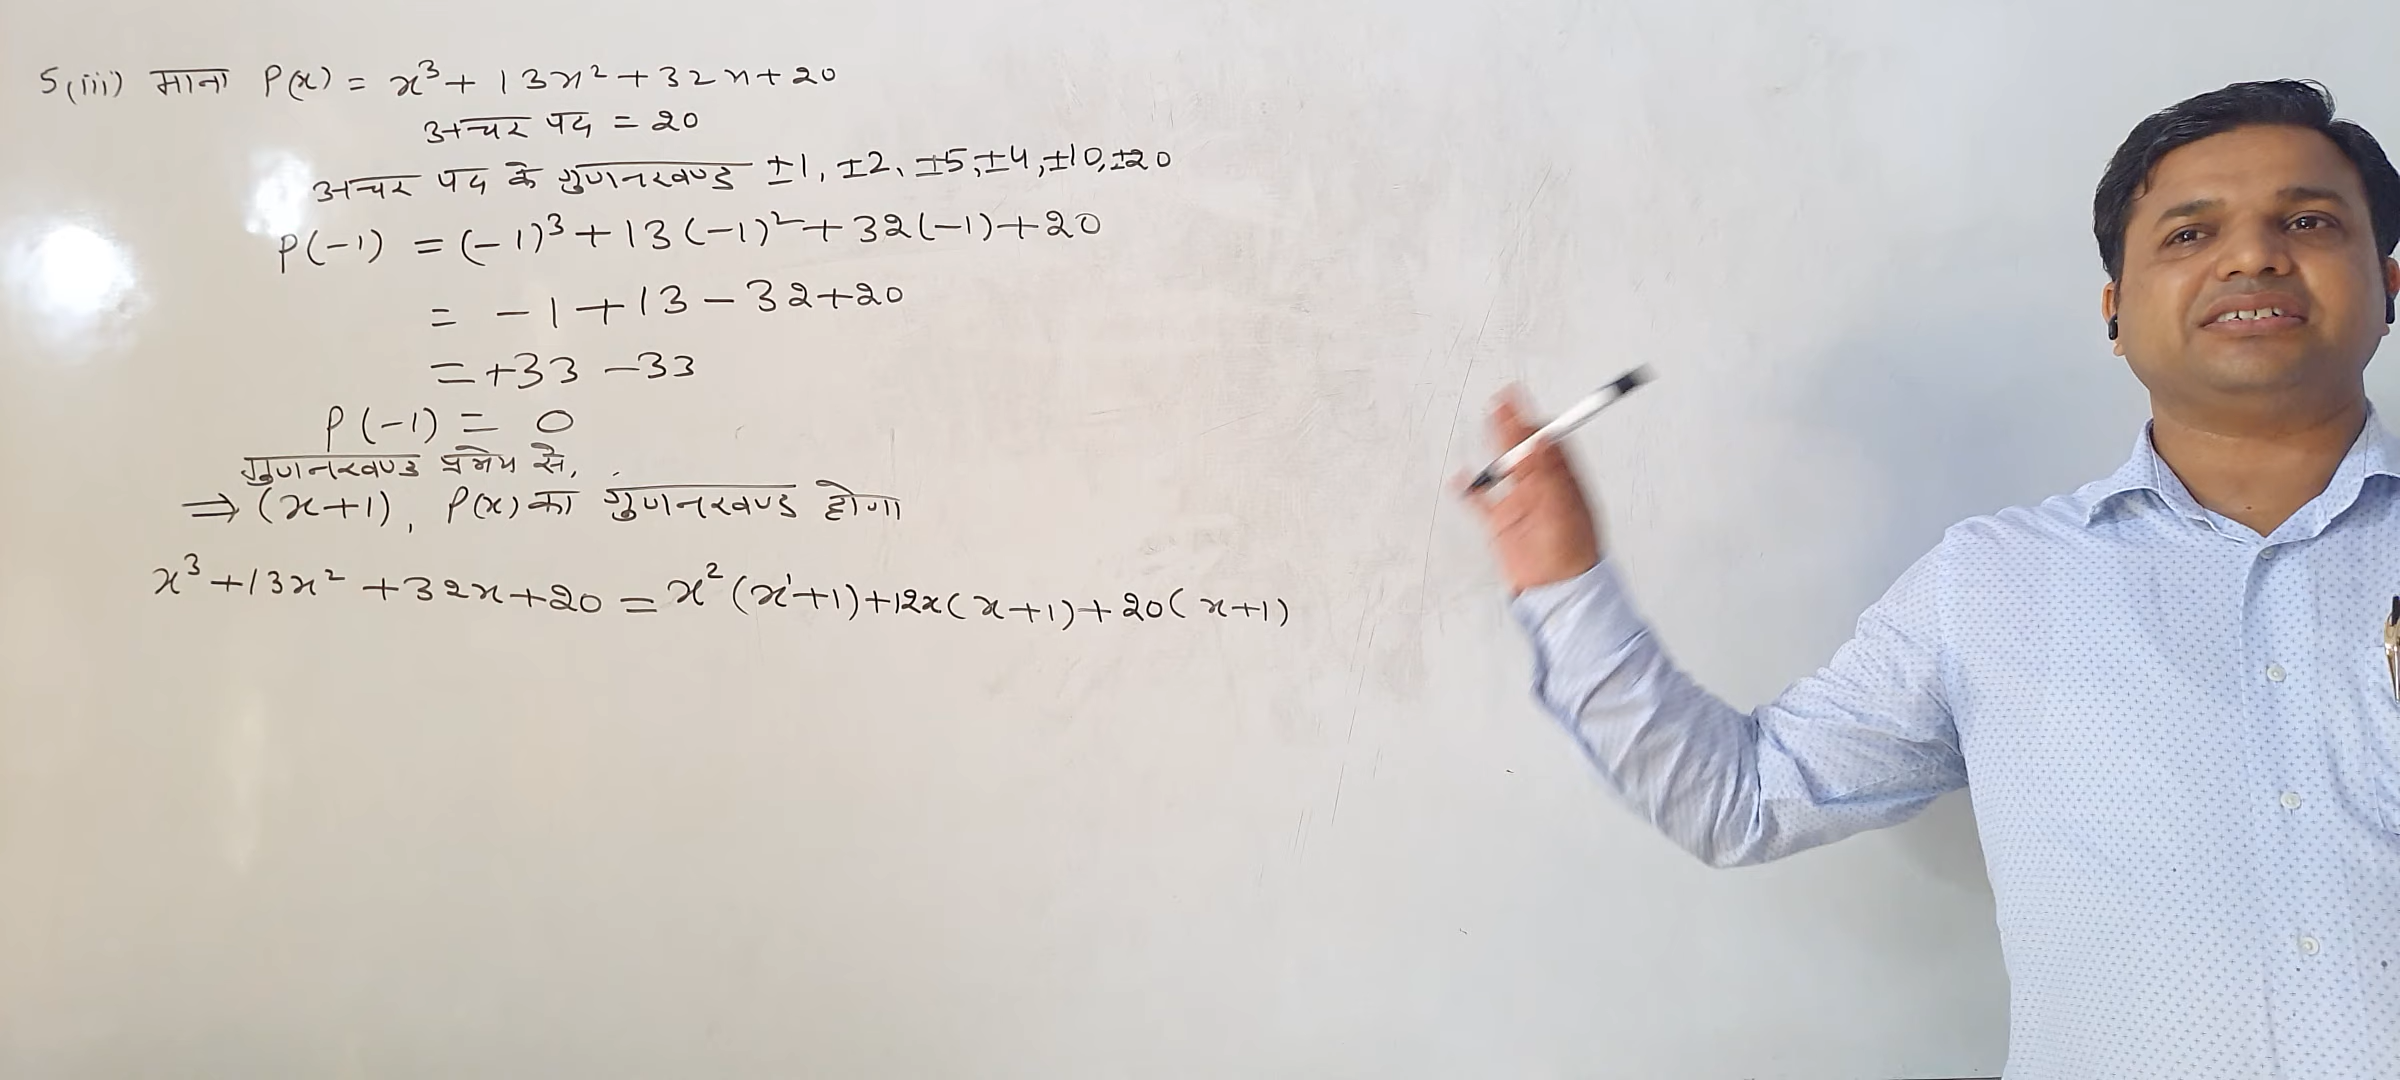 5(iii) माना P(x) = x³ + 13x² + 32x + 20
अचर पद = 20
अचर पद के गुणनखण्ड ±1, ±2, ±5, ±4, ±10, ±20
P(-1) = (-1)³ + 13(-1)² + 32(-1) + 20
= -1 + 13 - 32 + 20
= +33 - 33
P(-1) = 0
गुणनखण्ड प्रमेय से,
⇒ (x+1), P(x) का गुणनखण्ड होगा
x³ + 13x² + 32x + 20 = x²(x+1) + 12x(x+1) + 20(x+1)